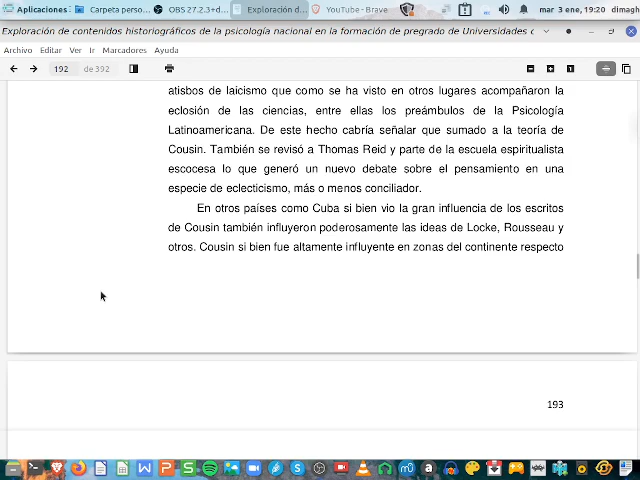 Aplicaciones
Carpeta perso...
OBS 27.2.3+d...
Exploración d...
YouTube - Brave
mar 3 ene, 19:20
dimagh
Exploración de contenidos historiográficos de la psicología nacional en la formación de pregrado de Universidades c
Archivo Editar Ver Ir Marcadores Ayuda
192 de 392
atisbos de laicismo que como se ha visto en otros lugares acompañaron la
eclosión de las ciencias, entre ellas los preámbulos de la Psicología
Latinoamericana. De este hecho cabría señalar que sumado a la teoría de
Cousin. También se revisó a Thomas Reid y parte de la escuela espiritualista
escocesa lo que generó un nuevo debate sobre el pensamiento en una
especie de eclecticismo, más o menos conciliador.
En otros países como Cuba si bien vio la gran influencia de los escritos
de Cousin también influyeron poderosamente las ideas de Locke, Rousseau y
otros. Cousin si bien fue altamente influyente en zonas del continente respecto
193